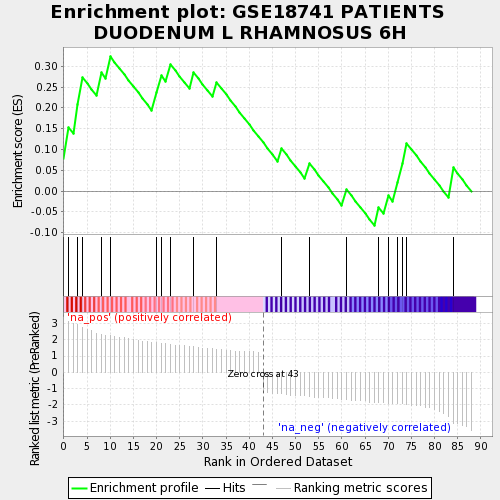 Enrichment plot: GSE18741 PATIENTS
DUODENUM L RHAMNOSUS 6H
Enrichment score (ES)
0.30
0.25
0.20
0.15
0.10
0.05
0.00
-0.05
-0.10
'na_pos' (positively correlated)
Ranked list metric (PreRanked)
3
2
1
0
-1
-2
-3
Zero cross at 43
'na_neg' (negatively correlated)
0 5 10 15 20 25 30 35 40 45 50 55 60 65 70 75 80 85 90
Rank in Ordered Dataset
Enrichment profile Hits Ranking metric scores